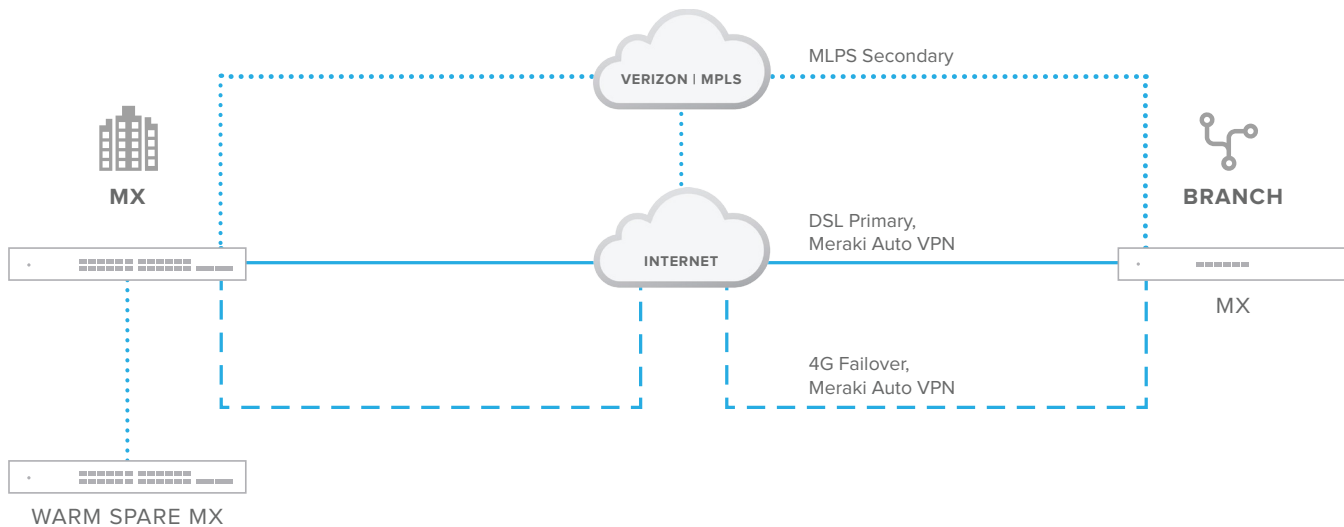 VERIZON | MPLS
MLPS Secondary
MX
BRANCH
DSL Primary,
Meraki Auto VPN
INTERNET
MX
4G Failover,
Meraki Auto VPN
WARM SPARE MX